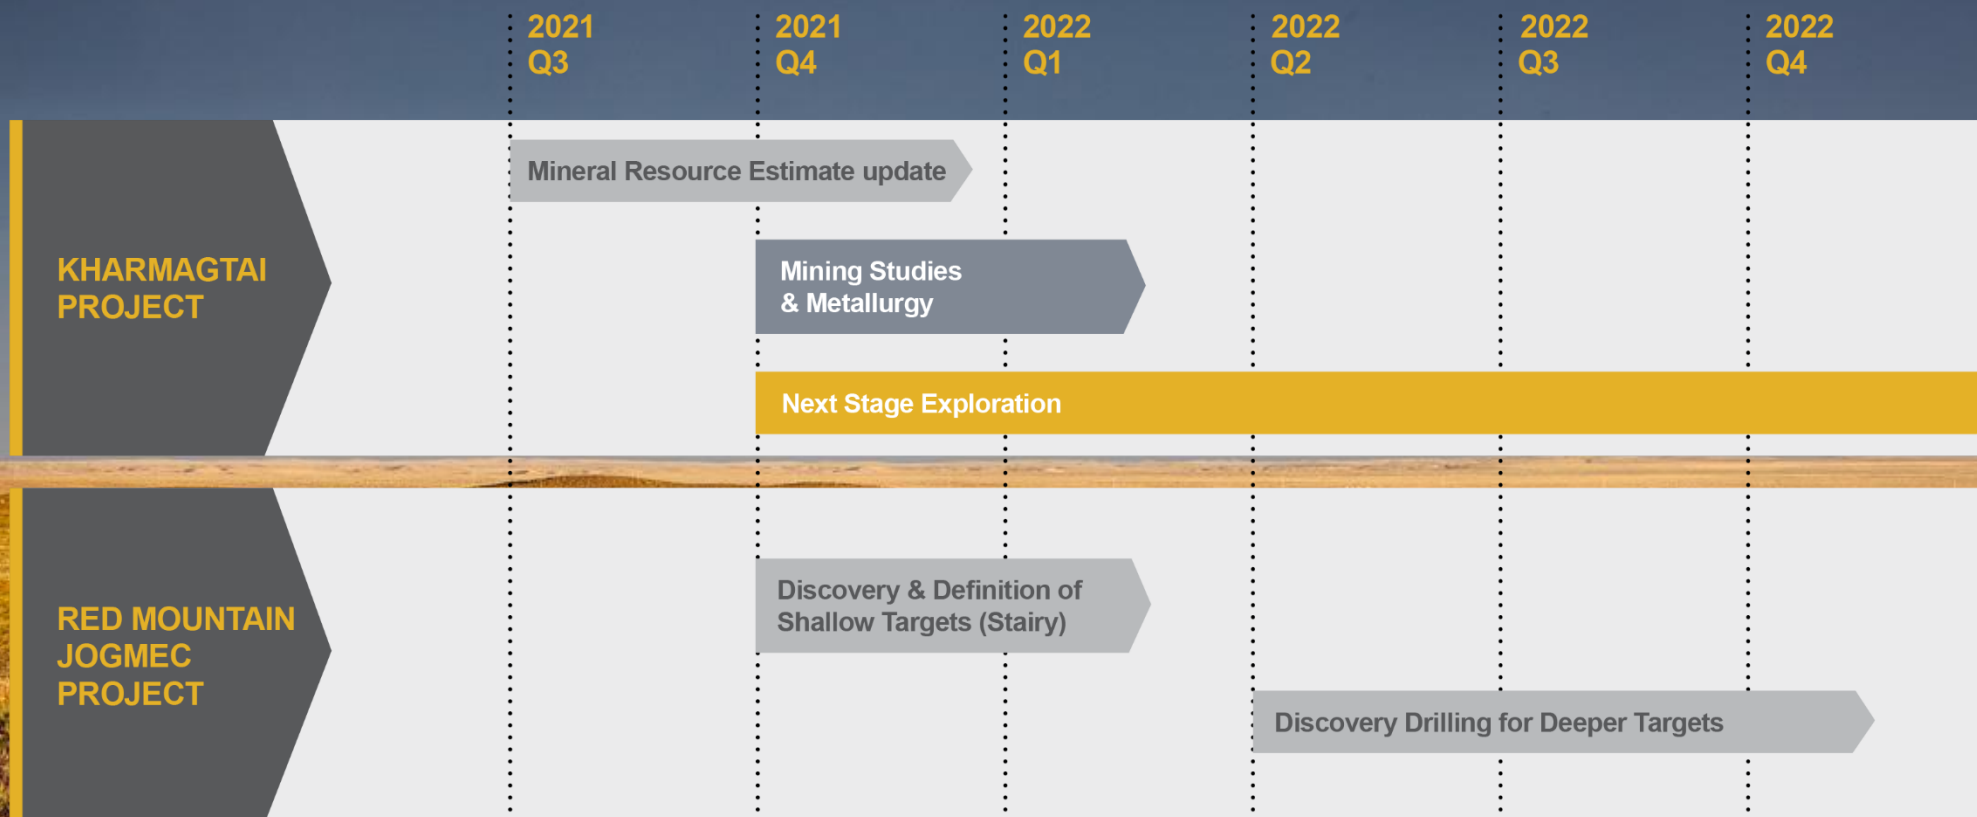 2021
Q3
2021
Q4
2022
Q1
2022
Q2
2022
Q3
2022
Q4
KHARMAGTAI
PROJECT
Mineral Resource Estimate update
Mining Studies
& Metallurgy
Next Stage Exploration
RED MOUNTAIN
JOGMEC
PROJECT
Discovery & Definition of
Shallow Targets (Stairy)
Discovery Drilling for Deeper Targets